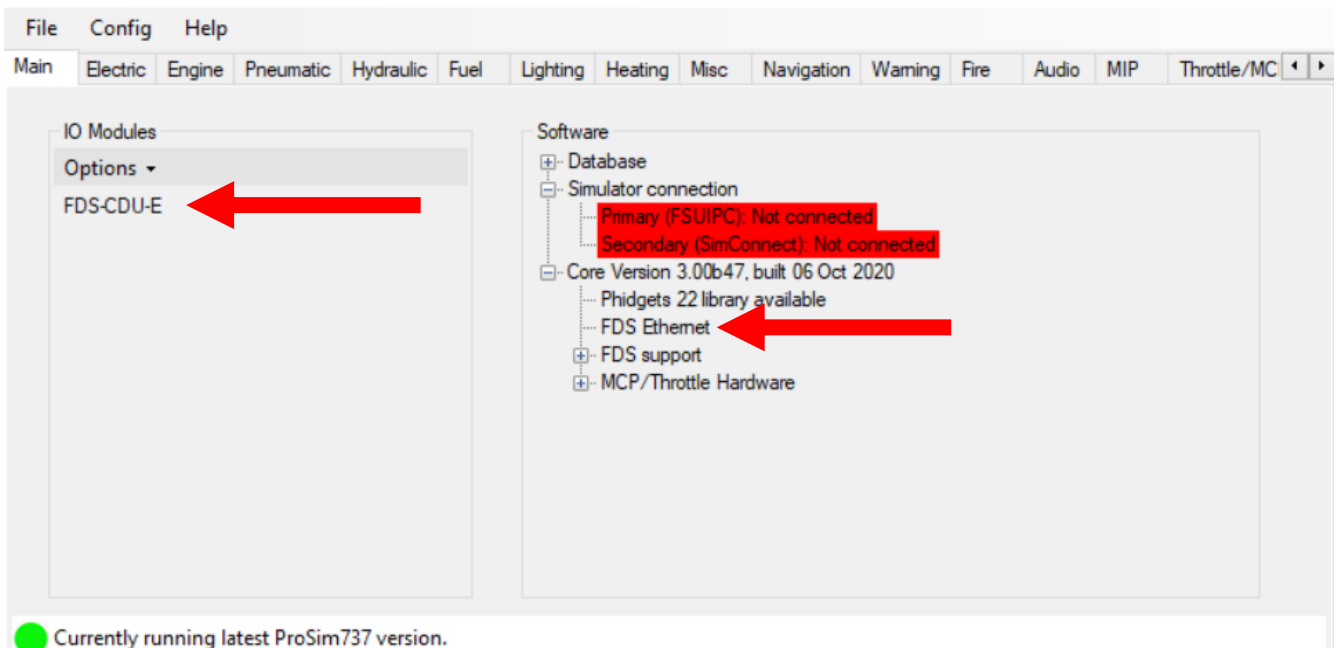 File Config Help
Main Electric Engine Pneumatic Hydraulic Fuel Lighting Heating Misc Navigation Warning Fire Audio MIP Throttle/MC
IO Modules
Options
FDS-CDU-E
Software
Database
Simulator connection
Primary (FSUIPC): Not connected
Secondary (SimConnect): Not connected
Core Version 3.00b47, built 06 Oct 2020
Phidgets 22 library available
FDS Ethernet
FDS support
MCP/Throttle Hardware
Currently running latest ProSim737 version.